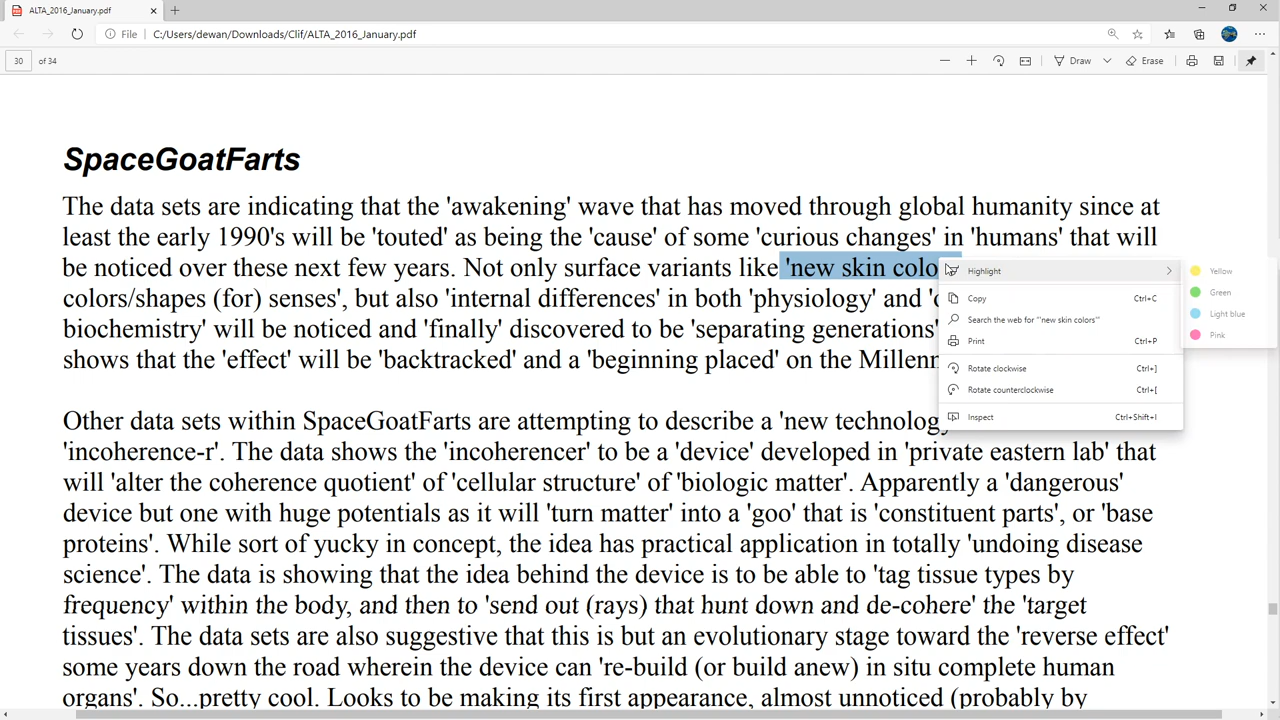 ALTA_2016_January.pdf
File
C:/Users/dewan/Downloads/Clif/ALTA_2016_January.pdf
30 of 34
Draw
Erase
SpaceGoatFarts
The data sets are indicating that the 'awakening' wave that has moved through global humanity since at
least the early 1990's will be 'touted' as being the 'cause' of some 'curious changes' in 'humans' that will
be noticed over these next few years. Not only surface variants like 'new skin colo
colors/shapes (for) senses', but also 'internal differences' in both 'physiology' and
biochemistry' will be noticed and 'finally' discovered to be 'separating generations'
shows that the 'effect' will be 'backtracked' and a 'beginning placed' on the Millenn
Highlight
Copy Ctrl+C
Search the web for "'new skin colors"
Print Ctrl+P
Rotate clockwise Ctrl+]
Rotate counterclockwise Ctrl+[
Inspect Ctrl+Shift+I
Yellow
Green
Light blue
Pink
Other data sets within SpaceGoatFarts are attempting to describe a 'new technology
'incoherence-r'. The data shows the 'incoherencer' to be a 'device' developed in 'private eastern lab' that
will 'alter the coherence quotient' of 'cellular structure' of 'biologic matter'. Apparently a 'dangerous'
device but one with huge potentials as it will 'turn matter' into a 'goo' that is 'constituent parts', or 'base
proteins'. While sort of yucky in concept, the idea has practical application in totally 'undoing disease
science'. The data is showing that the idea behind the device is to be able to 'tag tissue types by
frequency' within the body, and then to 'send out (rays) that hunt down and de-cohere' the 'target
tissues'. The data sets are also suggestive that this is but an evolutionary stage toward the 'reverse effect'
some years down the road wherein the device can 're-build (or build anew) in situ complete human
organs'. So...pretty cool. Looks to be making its first appearance, almost unnoticed (probably by